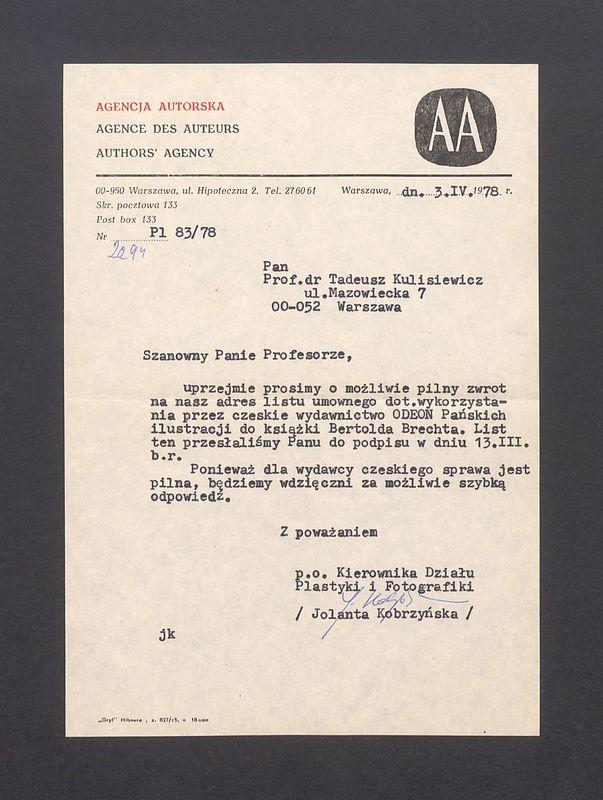 AGENCJA AUTORSKA
AGENCE DES AUTEURS
AUTHORS' AGENCY
AA
00-950 Warszawa, ul. Hipoteczna 2. Tel. 276061
Skr. pocztowa 133
Post box 133
Nr Pl 83/78
Warszawa, dn. 3.IV.1978. r.
Pan
Prof.dr Tadeusz Kulisiewicz
ul.Mazowiecka 7
00-052 Warszawa
Szanowny Panie Profesorze,
uprzejmie prosimy o możliwie pilny zwrot
na nasz adres listu umownego dot.wykorzysta-
nia przez czeskie wydawnictwo ODEON Pańskich
ilustracji do książki Bertolda Brechta. List
ten przesłaliśmy Panu do podpisu w dniu 13.III.
b.r.
Ponieważ dla wydawcy czeskiego sprawa jest
pilna, będziemy wdzięczni za możliwie szybką
odpowiedź.
Z poważaniem
p.o. Kierownika Działu
Plastyki i Fotografiki
/ Jolanta Kobrzyńska /
jk